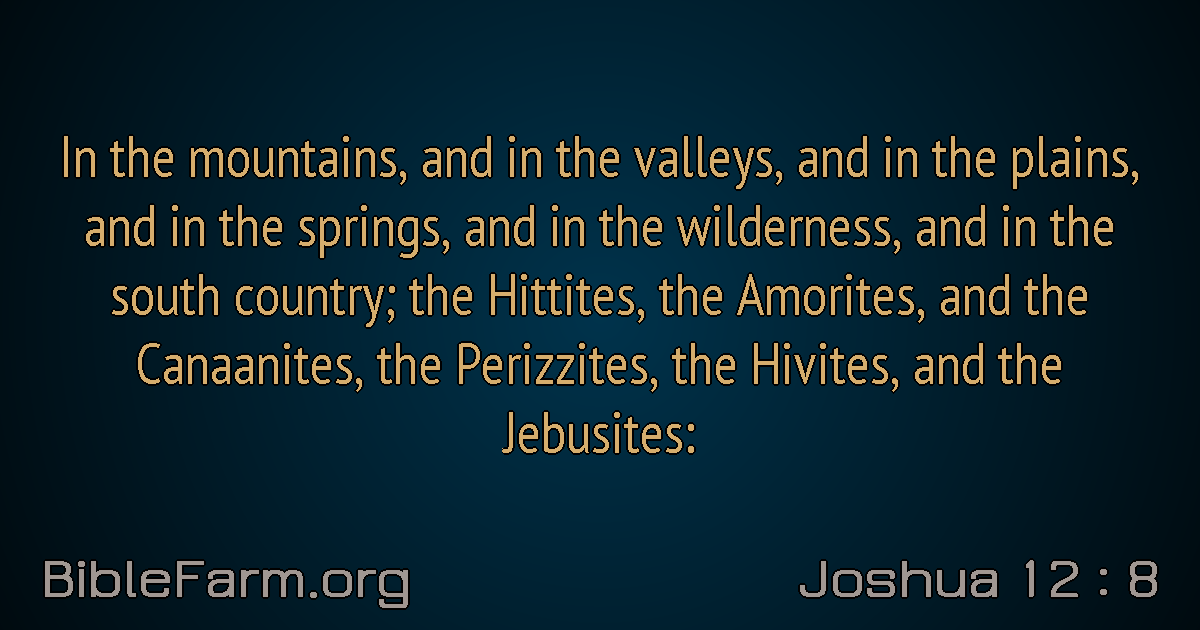 In the mountains, and in the valleys, and in the plains,
and in the springs, and in the wilderness, and in the
south country; the Hittites, the Amorites, and the
Canaanites, the Perizzites, the Hivites, and the
Jebusites:
BibleFarm.org
Joshua 12 : 8